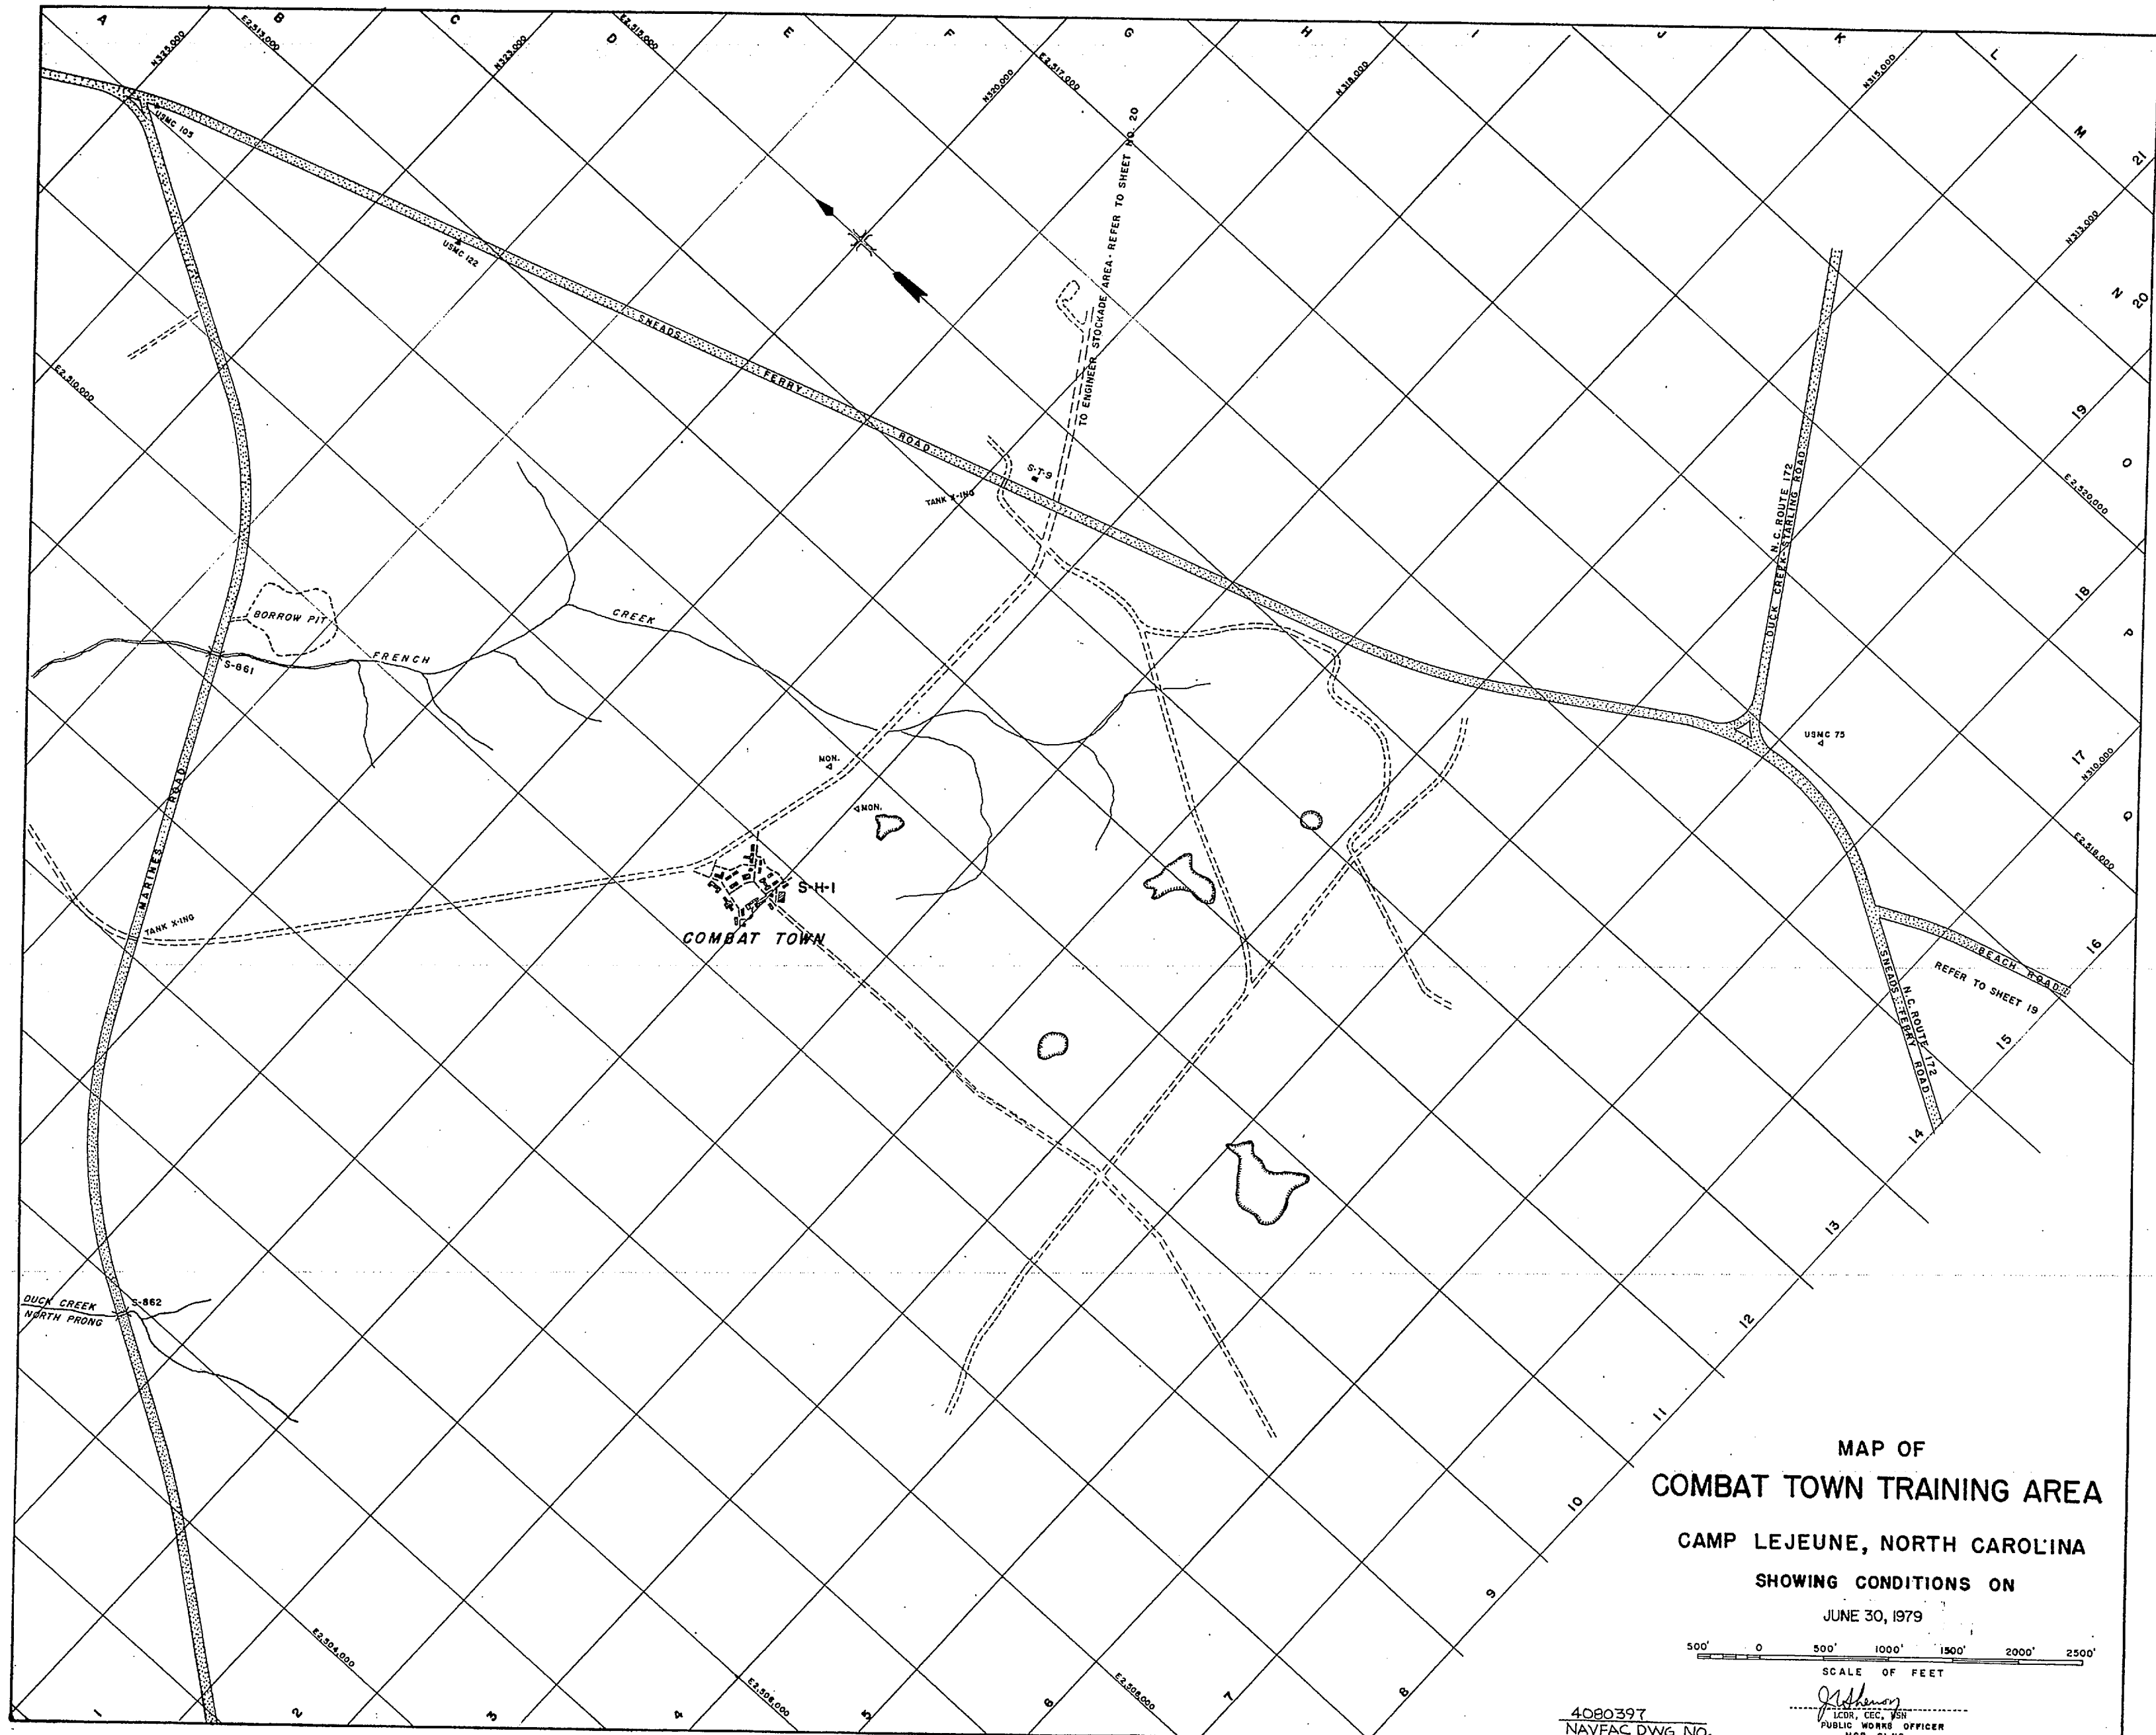 A
B
C
D
E
F
G
H
I
J
K
L
M
N
O
P
Q
21
20
19
18
17
16
15
14
13
12
11
10
9
8
7
6
5
4
3
2
1
N325,000
E2,513,000
N323,000
E2,515,000
N320,000
E2,517,000
N318,000
N315,000
N313,000
E2,520,000
N310,000
E2,518,000
E2,510,000
E2,504,000
E2,508,000
USMC 105
USMC 122
SNEADS FERRY ROAD
TO ENGINEER STOCKADE AREA - REFER TO SHEET NO. 20
S-T-9
TANK X-ING
N.C. ROUTE 172
DUCK CREEK-STARLING ROAD
USMC 75
BORROW PIT
FRENCH CREEK
S-861
MARINES ROAD
MON.
MON.
S-H-1
COMBAT TOWN
TANK X-ING
BEACH ROAD
REFER TO SHEET 19
N.C. ROUTE 172
SNEADS FERRY ROAD
DUCK CREEK
NORTH PRONG
S-862
MAP OF
COMBAT TOWN TRAINING AREA
CAMP LEJEUNE, NORTH CAROLINA
SHOWING CONDITIONS ON
JUNE 30, 1979
500' 0 500' 1000' 1500' 2000' 2500'
SCALE OF FEET
LCDR, CEC, USN
PUBLIC WORKS OFFICER
4080397
NAVFAC DWG. NO.